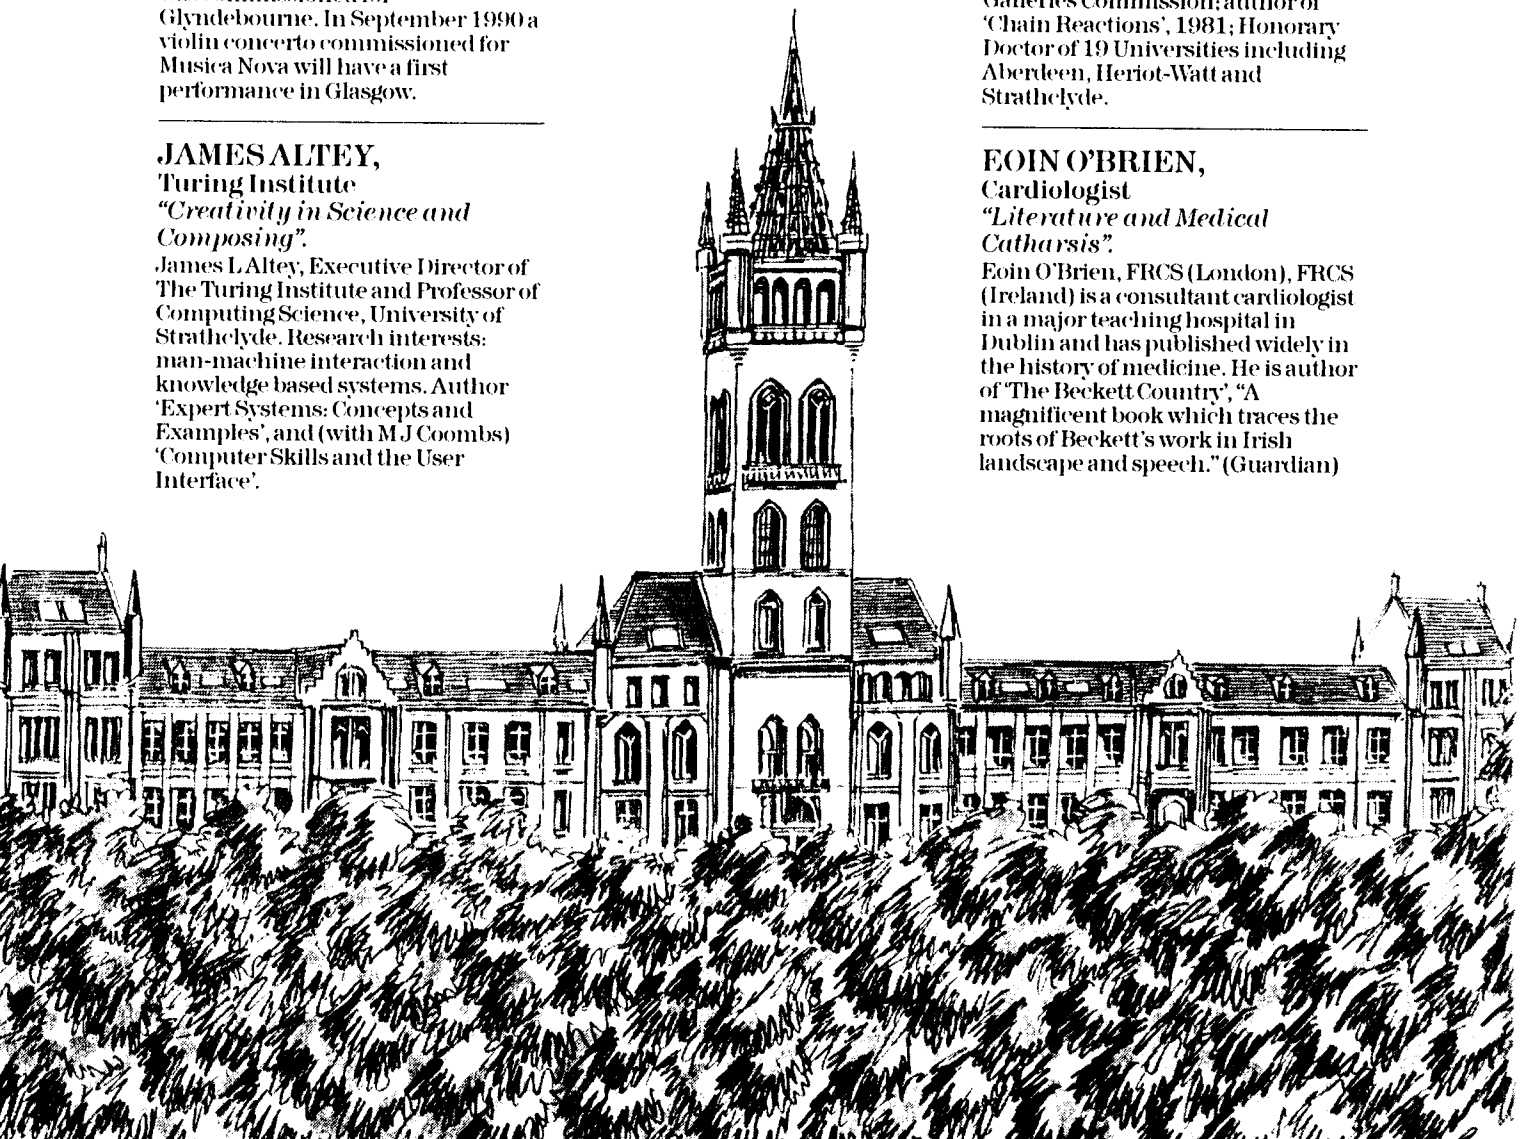 Glyndebourne. In September 1990 a
violin concerto commissioned for
Musica Nova will have a first
performance in Glasgow.
JAMES ALTEY,
Turing Institute
“Creativity in Science and
Composing”.
James L Altey, Executive Director of
The Turing Institute and Professor of
Computing Science, University of
Strathclyde. Research interests:
man-machine interaction and
knowledge based systems. Author
‘Expert Systems: Concepts and
Examples’, and (with M J Coombs)
‘Computer Skills and the User
Interface’.
Galleries Commission; author of
‘Chain Reactions’, 1981; Honorary
Doctor of 19 Universities including
Aberdeen, Heriot-Watt and
Strathclyde.
EOIN O’BRIEN,
Cardiologist
“Literature and Medical
Catharsis”.
Eoin O’Brien, FRCS (London), FRCS
(Ireland) is a consultant cardiologist
in a major teaching hospital in
Dublin and has published widely in
the history of medicine. He is author
of ‘The Beckett Country’, “A
magnificent book which traces the
roots of Beckett’s work in Irish
landscape and speech.” (Guardian)